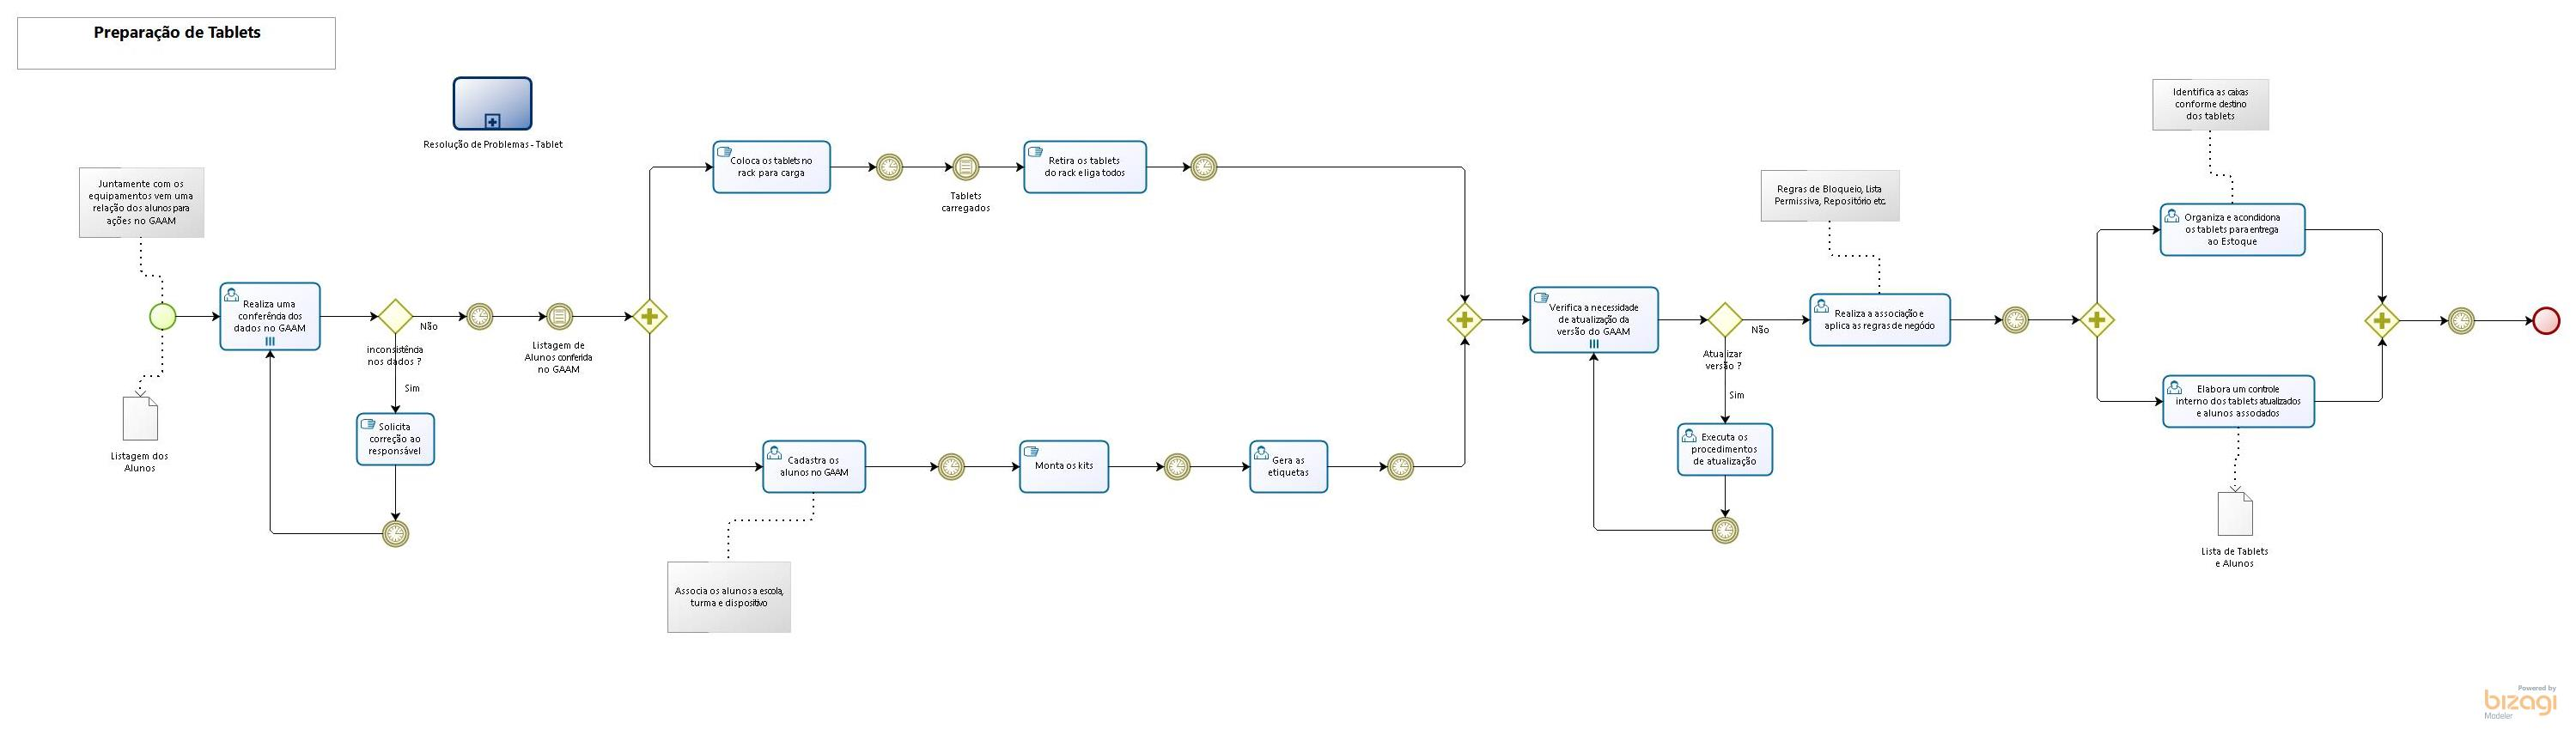 Preparação de Tablets
Resolução de Problemas - Tablet
Juntamente com os
equipamentos vem uma
relação dos alunos para
ações no GAAM
Listagem dos
Alunos
Realiza uma
conferência dos
dados no GAAM
inconsistência
nos dados ?
Não
Sim
Solicita
correção ao
responsável
Listagem de
Alunos conferida
no GAAM
Coloca os tablets no
rack para carga
Tablets
carregados
Retira os tablets
do rack e liga todos
Cadastra os
alunos no GAAM
Associa os alunos a escola,
turma e dispositivo
Monta os kits
Gera as
etiquetas
Verifica a necessidade
de atualização da
versão do GAAM
Atualizar
versão ?
Não
Sim
Executa os
procedimentos
de atualização
Regras de Bloqueio, Lista
Permissiva, Repositório etc.
Realiza a associação e
aplica as regras de negócio
Identifica as caixas
conforme destino
dos tablets
Organiza e acondiciona
os tablets para entrega
ao Estoque
Elabora um controle
interno dos tablets atualizados
e alunos associados
Lista de Tablets
e Alunos
Powered by
bizagi
Modeler